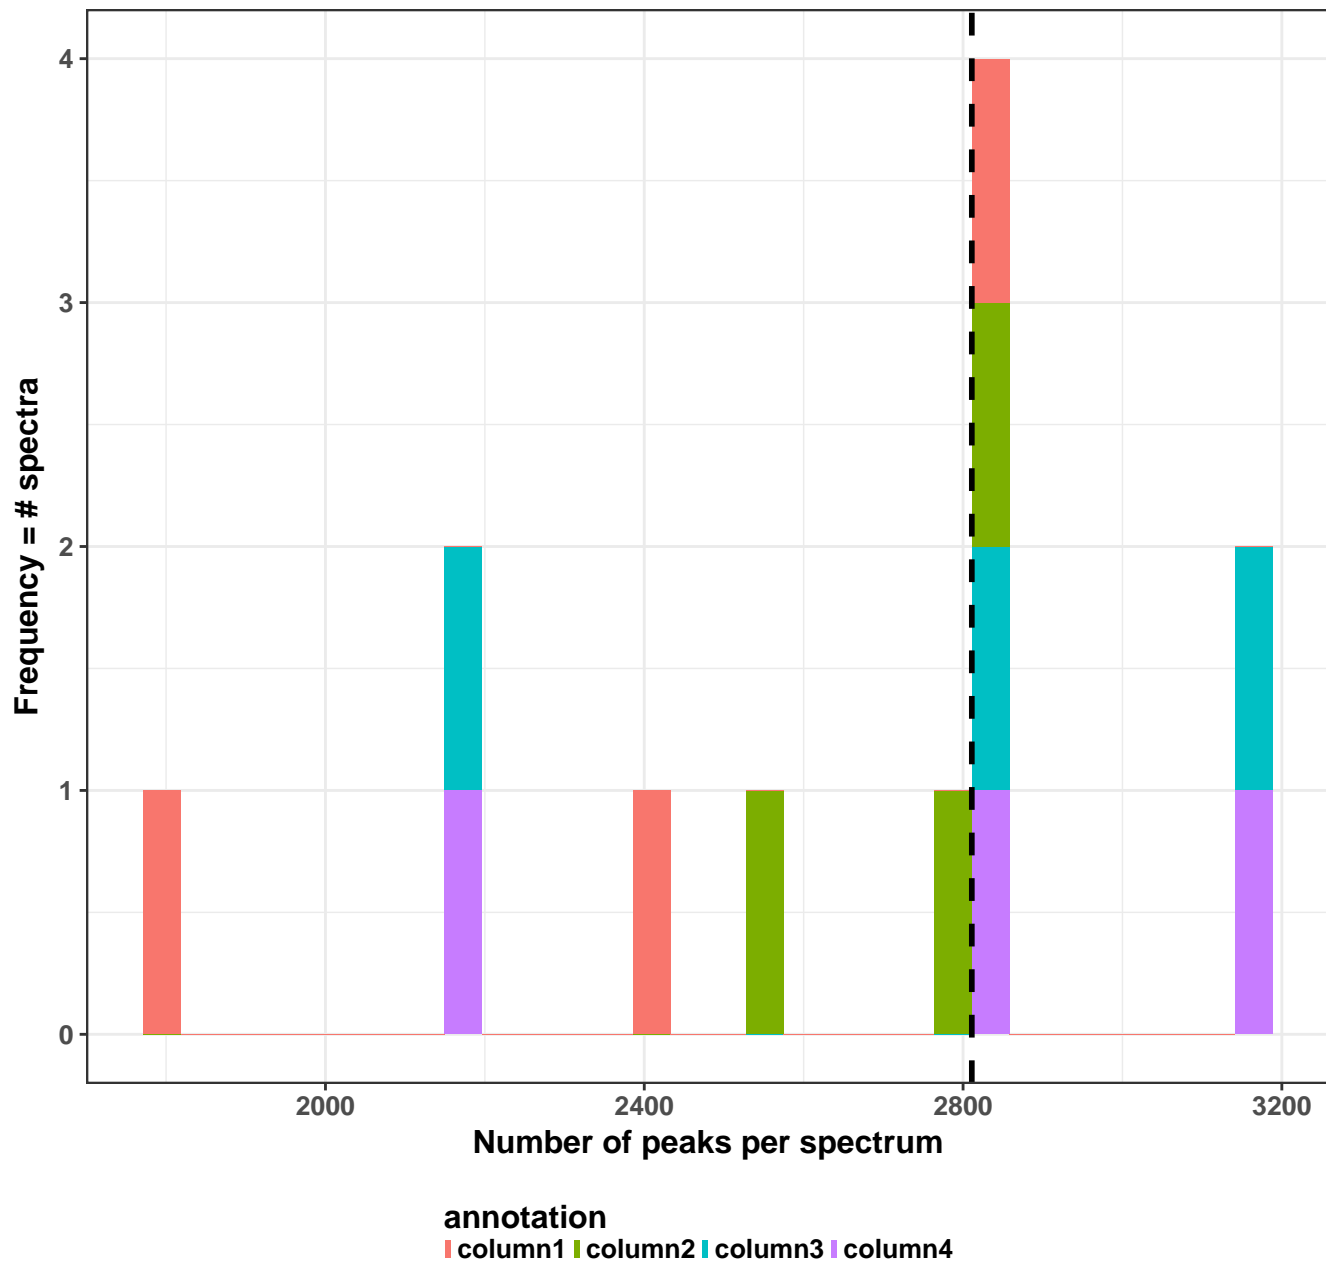 Frequency = # spectra
4
3
2
1
0
2000 2400 2800 3200
Number of peaks per spectrum
annotation
column1 column2 column3 column4